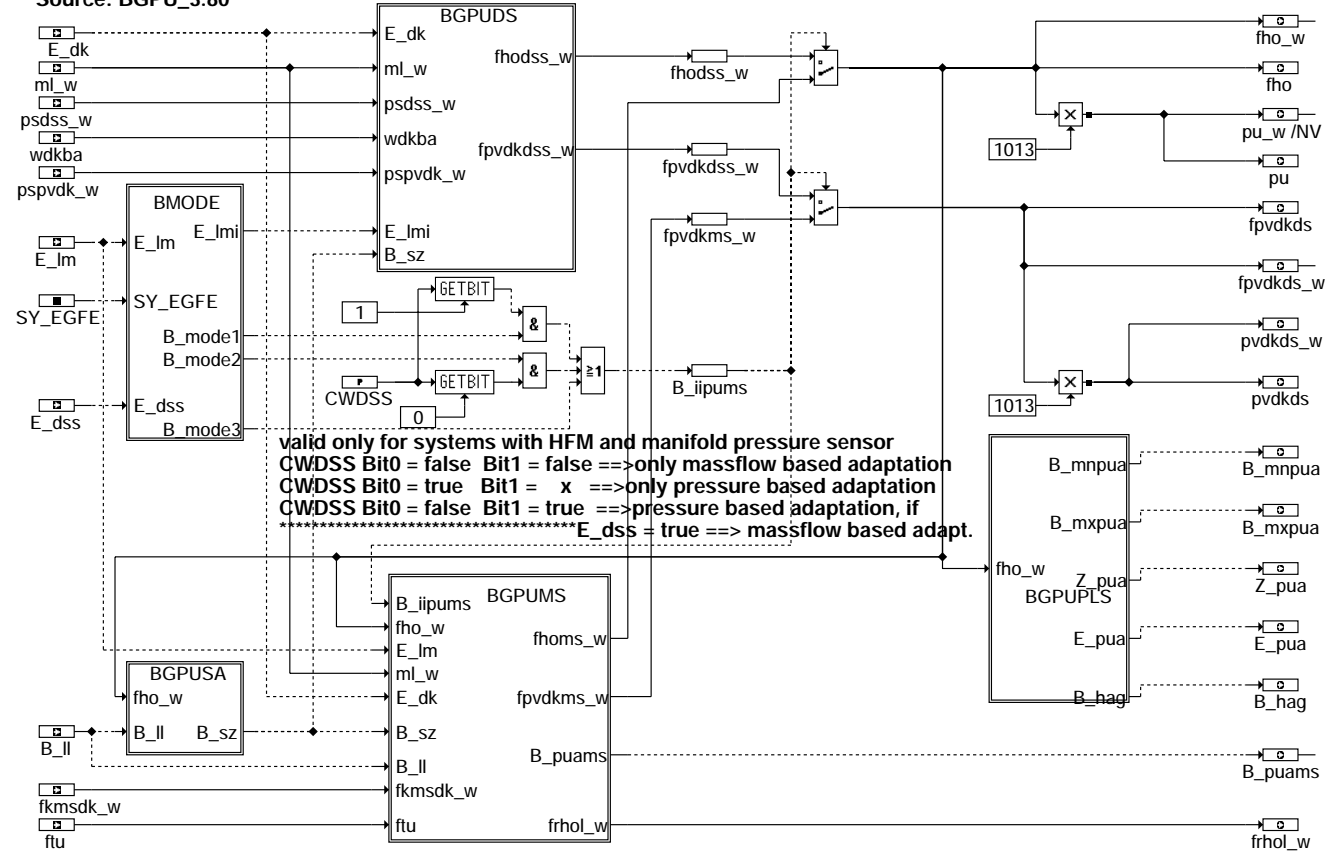 Source: BGPU_3.80
E_dk
ml_w
psdss_w
wdkba
pspvdk_w
E_lm
SY_EGFE
E_dss
BGPUDS
E_dk
ml_w
psdss_w
wdkba
pspvdk_w
E_lmi
B_sz
fhodss_w
fpvdkdss_w
BMODE
E_lm
E_lmi
SY_EGFE
B_mode1
B_mode2
E_dss
B_mode3
fhodss_w
fpvdkdss_w
fpvdkms_w
GETBIT
1
&
CWDSS
P
GETBIT
0
&
≥1
B_iipums
1013
1013
fho_w
fho
pu_w /NV
pu
fpvdkds
fpvdkds_w
pvdkds_w
pvdkds
valid only for systems with HFM and manifold pressure sensor
CWDSS Bit0 = false Bit1 = false ==>only massflow based adaptation
CWDSS Bit0 = true Bit1 = x ==>only pressure based adaptation
CWDSS Bit0 = false Bit1 = true ==>pressure based adaptation, if
***********************************E_dss = true ==> massflow based adapt.
BGPUMS
B_iipums
fho_w
E_lm
ml_w
E_dk
B_sz
B_ll
fkmsdk_w
ftu
fhoms_w
fpvdkms_w
B_puams
frhol_w
BGPUSA
fho_w
B_ll
B_sz
B_ll
fkmsdk_w
ftu
BGPUPLS
fho_w
B_mnpua
B_mxpua
Z_pua
E_pua
B_hag
B_mnpua
B_mxpua
Z_pua
E_pua
B_hag
B_puams
frhol_w